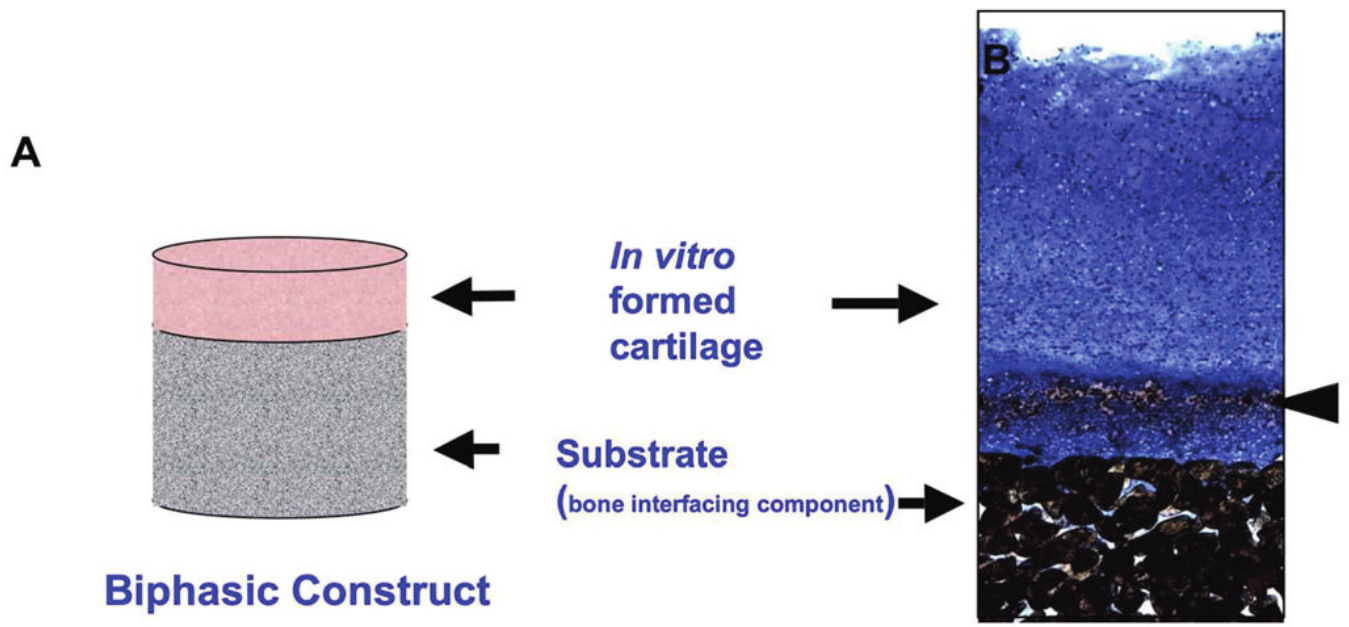 A
B
In vitro
formed
cartilage
Substrate
(bone interfacing component)
Biphasic Construct